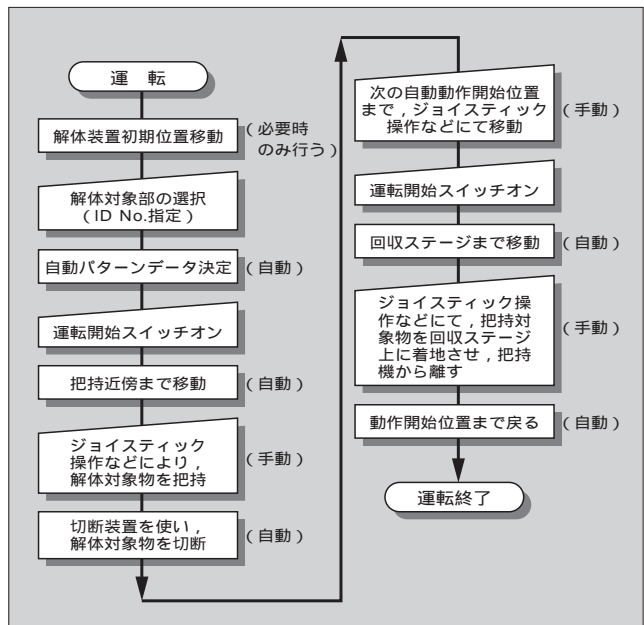 運　転
解体装置初期位置移動
（必要時
のみ行う）
解体対象部の選択
（ID No.指定）
自動パターンデータ決定
（自動）
運転開始スイッチオン
把持近傍まで移動
（自動）
ジョイスティック
操作などにより，
解体対象物を把持
（手動）
切断装置を使い，
解体対象物を切断
（自動）
次の自動動作開始位置
まで，ジョイスティック
操作などにて移動
（手動）
運転開始スイッチオン
回収ステージまで移動
（自動）
ジョイスティック操
作などにて，把持対
象物を回収ステージ
上に着地させ，把持
機から離す
（手動）
動作開始位置まで戻る
（自動）
運転終了